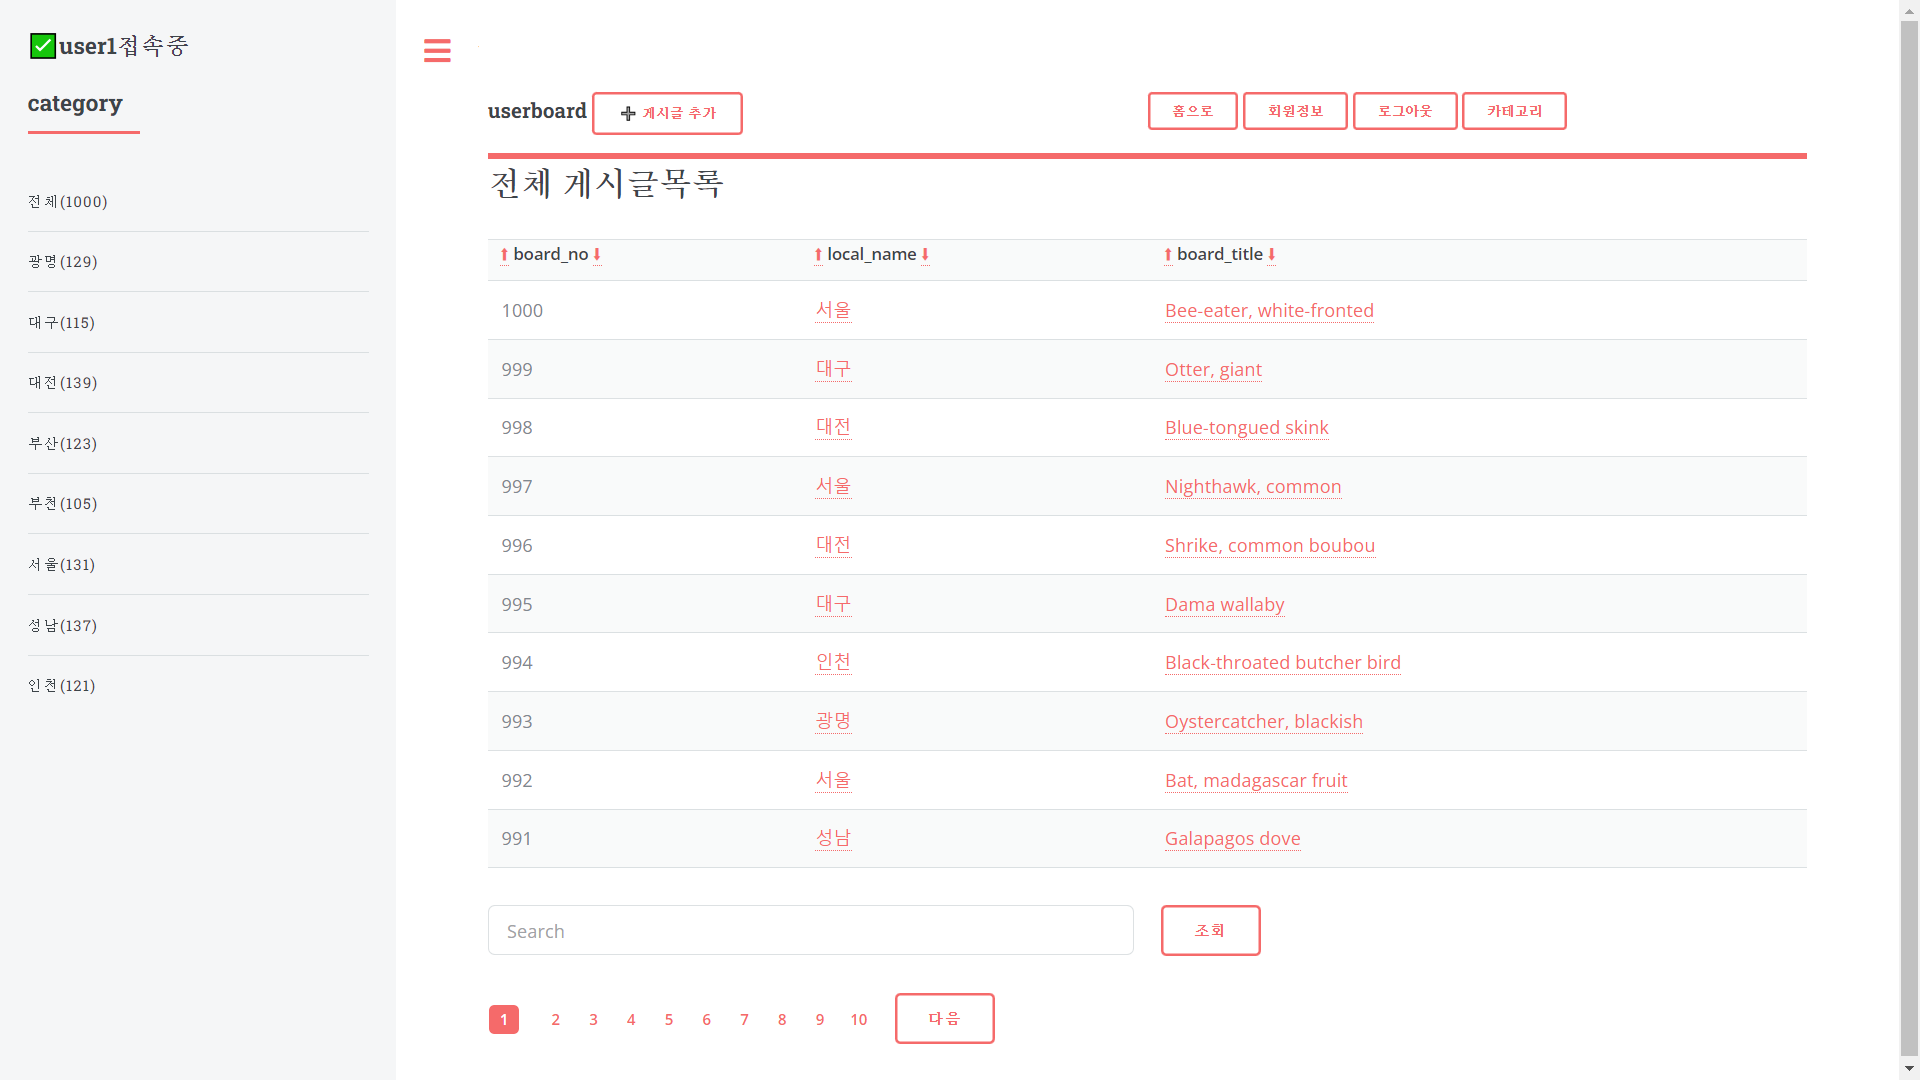 ✅user1접속중
category
전체(1000)
광명(129)
대구(115)
대전(139)
부산(123)
부천(105)
서울(131)
성남(137)
인천(121)
userboard ➕ 게시글 추가 홈으로 회원정보 로그아웃 카테고리
전체 게시글목록
⬆ board_no ⬇ ⬆ local_name ⬇ ⬆ board_title ⬇
1000 서울 Bee-eater, white-fronted
999 대구 Otter, giant
998 대전 Blue-tongued skink
997 서울 Nighthawk, common
996 대전 Shrike, common boubou
995 대구 Dama wallaby
994 인천 Black-throated butcher bird
993 광명 Oystercatcher, blackish
992 서울 Bat, madagascar fruit
991 성남 Galapagos dove
Search 조회
1 2 3 4 5 6 7 8 9 10 다음